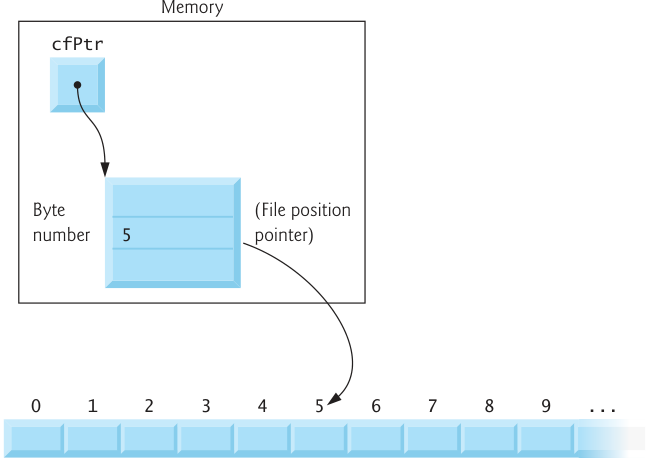 Memory
cfPtr
Byte
number
5
(File position
pointer)
0 1 2 3 4 5 6 7 8 9 ...